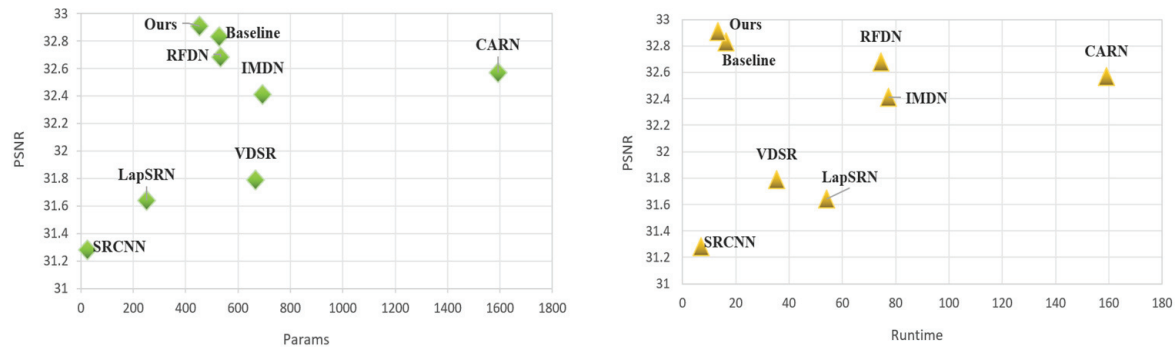 33
32.8
32.6
32.4
32.2
32
31.8
31.6
31.4
31.2
31
PSNR
Ours
Baseline
RFDN
IMDN
CARN
VDSR
LapSRN
SRCNN
0 200 400 600 800 1000 1200 1400 1600 1800
Params
33
32.8
32.6
32.4
32.2
32
31.8
31.6
31.4
31.2
31
PSNR
Ours
Baseline
RFDN
CARN
IMDN
VDSR
LapSRN
SRCNN
0 20 40 60 80 100 120 140 160 180
Runtime